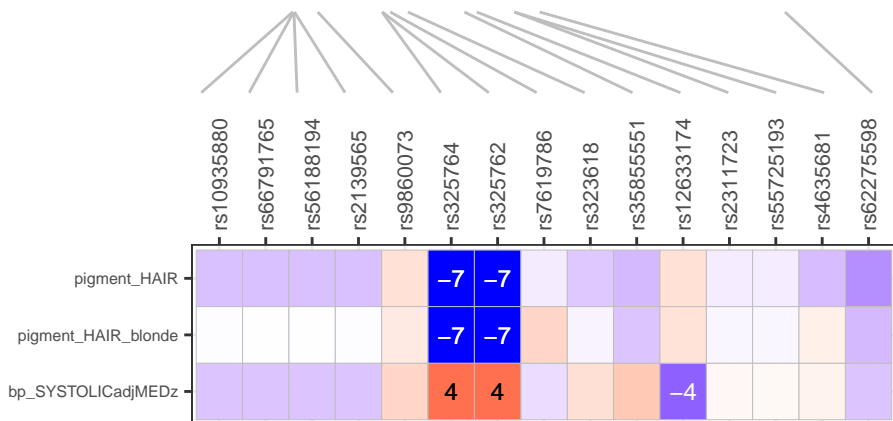 rs10935880
rs66791765
rs56188194
rs2139565
rs9860073
rs325764
rs325762
rs7619786
rs323618
rs35855551
rs12633174
rs2311723
rs55725193
rs4635681
rs62275598
pigment_HAIR −7 −7
pigment_HAIR_blonde −7 −7
bp_SYSTOLICadjMEDz 4 4 −4